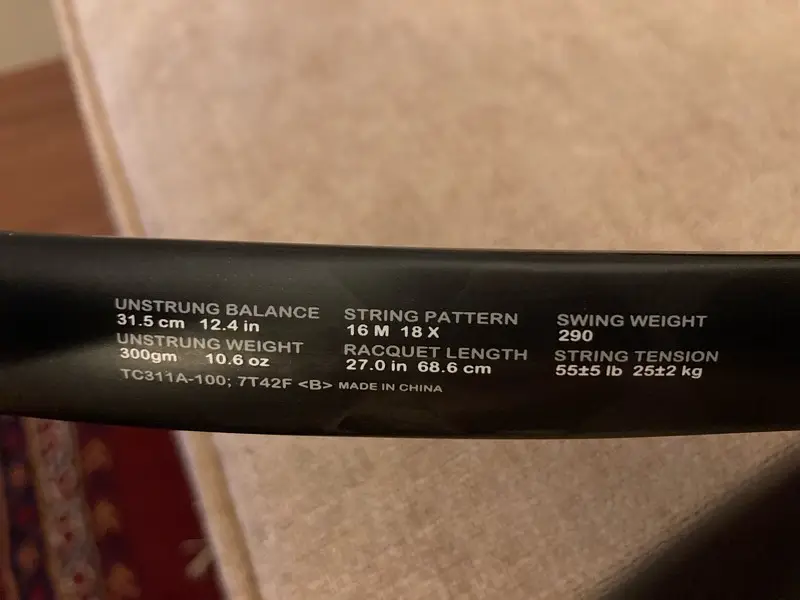 UNSTRUNG BALANCE
31.5 cm 12.4 in
UNSTRUNG WEIGHT
300gm 10.6 oz
STRING PATTERN
16 M 18 X
RACQUET LENGTH
27.0 in 68.6 cm
SWING WEIGHT
290
STRING TENSION
55±5 lb 25±2 kg
TC311A-100; 7T42F <B> MADE IN CHINA